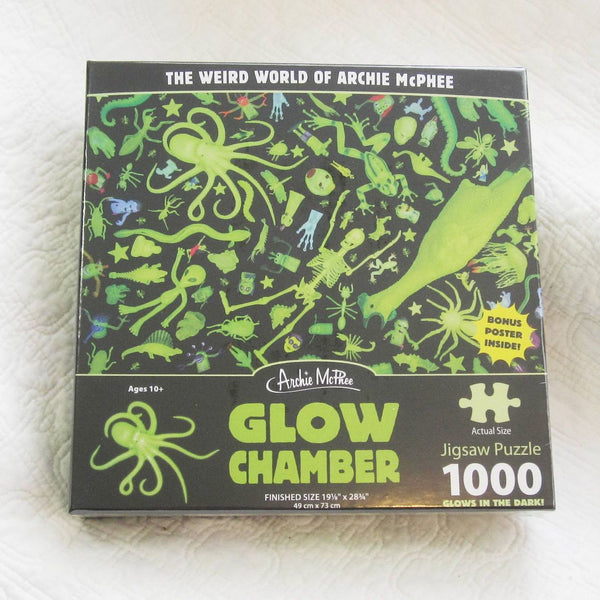 THE WEIRD WORLD OF ARCHIE McPHEE
BONUS
POSTER
INSIDE!
Archie McPhee
Ages 10+
GLOW
CHAMBER
FINISHED SIZE 19⅛" x 28¾"
49 cm x 73 cm
Actual Size
Jigsaw Puzzle
1000
GLOWS IN THE DARK!